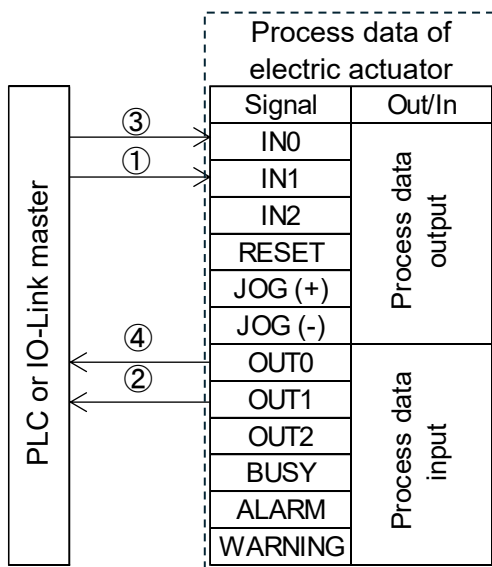 Process data of
electric actuator
Signal Out/In
③ IN0
① IN1
IN2
RESET
JOG (+)
JOG (-)
Process data
output
④ OUT0
② OUT1
OUT2
BUSY
ALARM
WARNING
Process data
input
PLC or IO-Link master